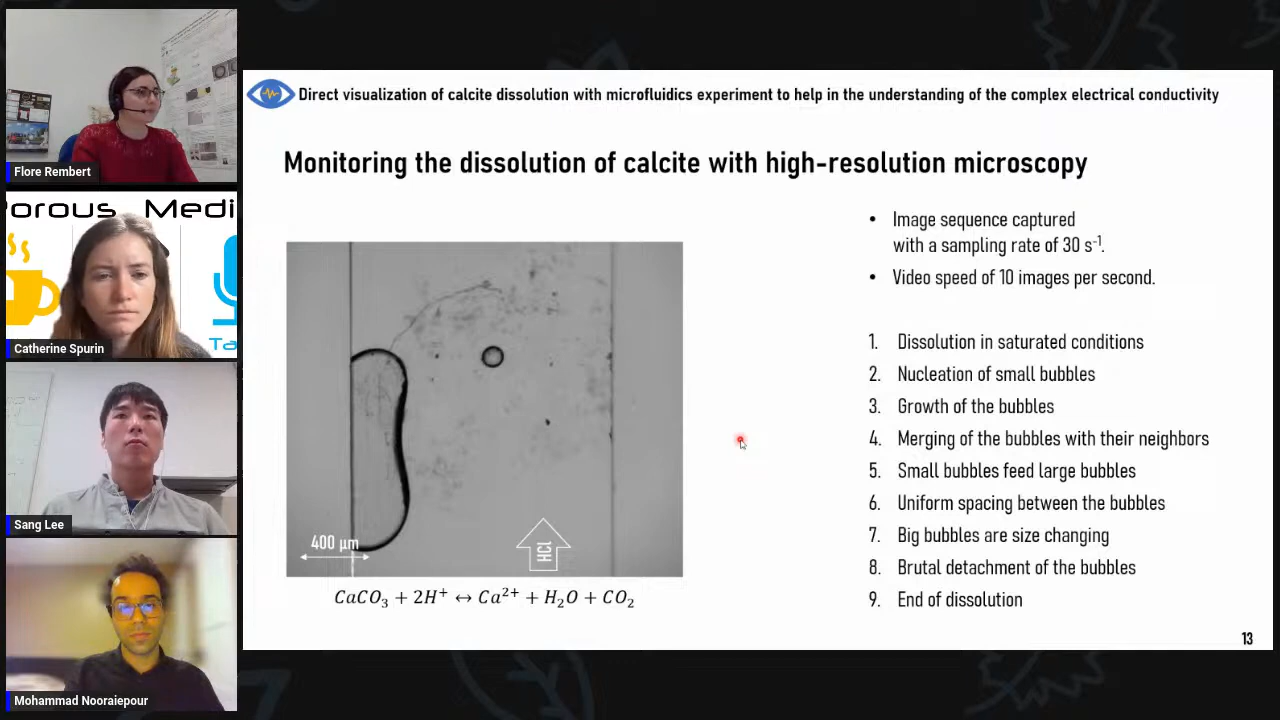 Flore Rembert
Porous Medi
Ta
Catherine Spurin
Sang Lee
Mohammad Nooraiepour
Direct visualization of calcite dissolution with microfluidics experiment to help in the understanding of the complex electrical conductivity
Monitoring the dissolution of calcite with high-resolution microscopy
400 µm
HCl
CaCO₃ + 2H⁺ ↔ Ca²⁺ + H₂O + CO₂
• Image sequence captured
with a sampling rate of 30 s⁻¹.
• Video speed of 10 images per second.
1. Dissolution in saturated conditions
2. Nucleation of small bubbles
3. Growth of the bubbles
4. Merging of the bubbles with their neighbors
5. Small bubbles feed large bubbles
6. Uniform spacing between the bubbles
7. Big bubbles are size changing
8. Brutal detachment of the bubbles
9. End of dissolution
13